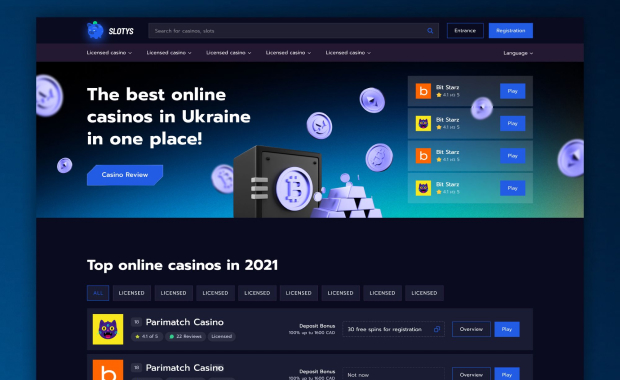 SLOTYS
Search for casinos, slots
Entrance
Registration
Licensed casino
Licensed casino
Licensed casino
Licensed casino
Licensed casino
Language
The best online
casinos in Ukraine
in one place!
Casino Review
Bit Starz
4.1 из 5
Play
Bit Starz
4.1 из 5
Play
Bit Starz
4.1 из 5
Play
Bit Starz
4.1 из 5
Play
Top online casinos in 2021
ALL
LICENSED
LICENSED
LICENSED
LICENSED
LICENSED
LICENSED
LICENSED
LICENSED
Parimatch Casino
4.1 of 5
22 Reviews
Licensed
Deposit Bonus
100% up to 1600 CAD
30 free spins for registration
Overview
Play
Parimatch Casino
Deposit Bonus
100% up to 1600 CAD
Not now
Overview
Play